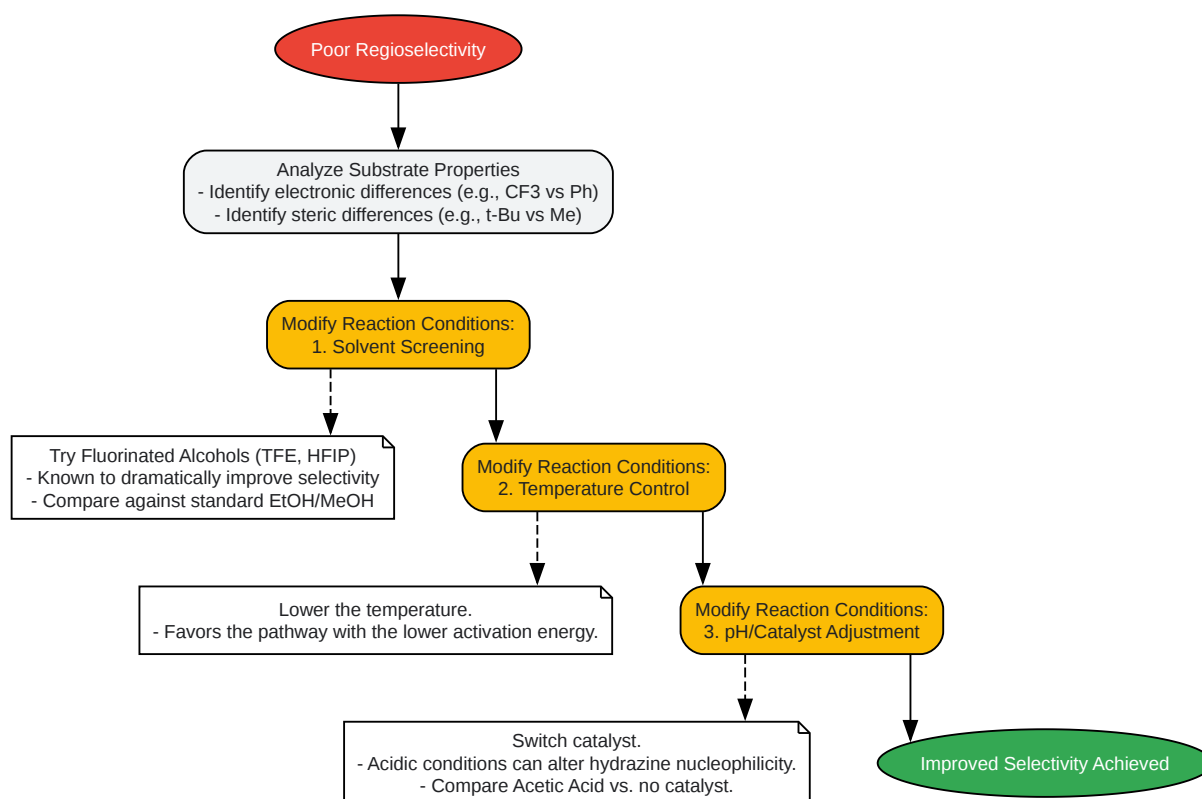 Poor Regioselectivity
Analyze Substrate Properties
- Identify electronic differences (e.g., CF3 vs Ph)
- Identify steric differences (e.g., t-Bu vs Me)
Modify Reaction Conditions:
1. Solvent Screening
Try Fluorinated Alcohols (TFE, HFIP)
- Known to dramatically improve selectivity
- Compare against standard EtOH/MeOH
Modify Reaction Conditions:
2. Temperature Control
Lower the temperature.
- Favors the pathway with the lower activation energy.
Modify Reaction Conditions:
3. pH/Catalyst Adjustment
Switch catalyst.
- Acidic conditions can alter hydrazine nucleophilicity.
- Compare Acetic Acid vs. no catalyst.
Improved Selectivity Achieved